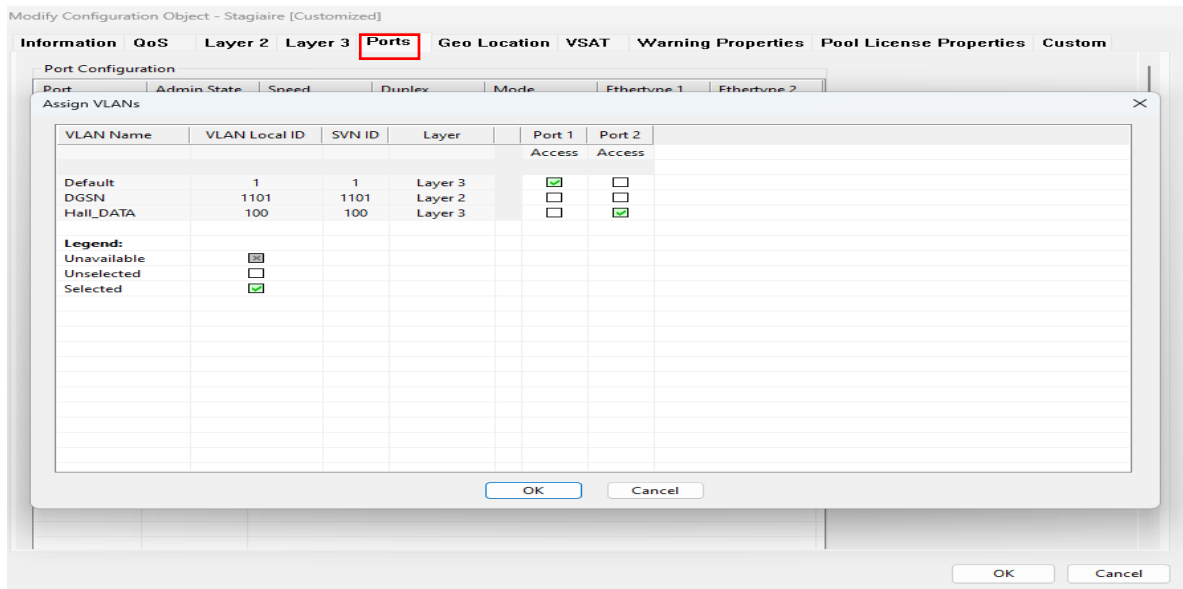 Modify Configuration Object - Stagiaire [Customized]
Information QoS Layer 2 Layer 3 Ports Geo Location VSAT Warning Properties Pool License Properties Custom
Port Configuration
Port Admin State Speed Duplex Mode Ethertype 1 Ethertype 2
Assign VLANs
VLAN Name VLAN Local ID SVN ID Layer Port 1 Port 2
Access Access
Default 1 1 Layer 3
DGSN 1101 1101 Layer 2
Hall_DATA 100 100 Layer 3
Legend:
Unavailable
Unselected
Selected
OK Cancel
OK Cancel